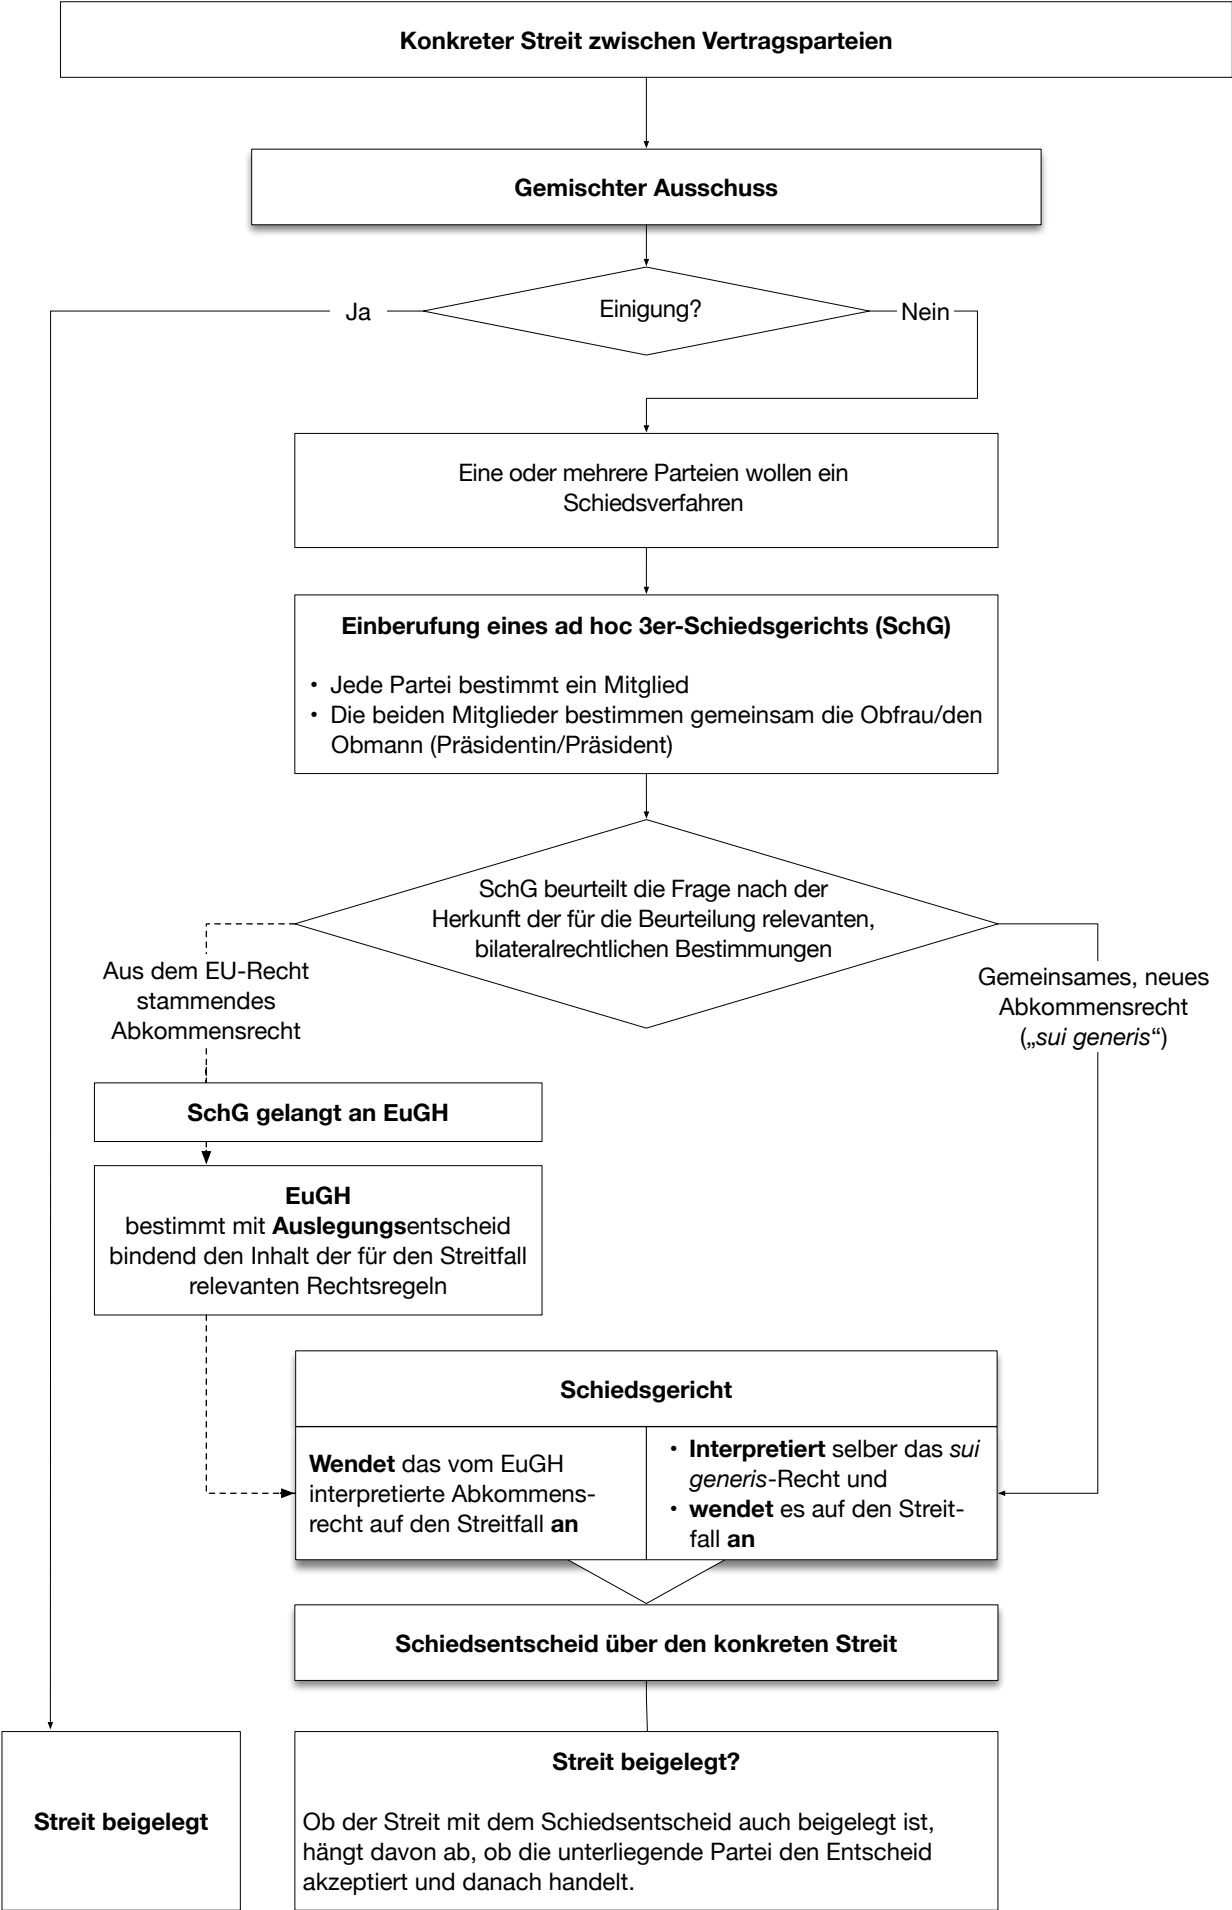 Konkreter Streit zwischen Vertragsparteien
Gemischter Ausschuss
Einigung?
Ja
Nein
Eine oder mehrere Parteien wollen ein
Schiedsverfahren
Einberufung eines ad hoc 3er-Schiedsgerichts (SchG)
• Jede Partei bestimmt ein Mitglied
• Die beiden Mitglieder bestimmen gemeinsam die Obfrau/den
Obmann (Präsidentin/Präsident)
SchG beurteilt die Frage nach der
Herkunft der für die Beurteilung relevanten,
bilateralrechtlichen Bestimmungen
Aus dem EU-Recht
stammendes
Abkommensrecht
Gemeinsames, neues
Abkommensrecht
(„sui generis“)
SchG gelangt an EuGH
EuGH
bestimmt mit Auslegungsentscheid
bindend den Inhalt der für den Streitfall
relevanten Rechtsregeln
Schiedsgericht
Wendet das vom EuGH
interpretierte Abkommens-
recht auf den Streitfall an
• Interpretiert selber das sui
generis-Recht und
• wendet es auf den Streit-
fall an
Schiedsentscheid über den konkreten Streit
Streit beigelegt
Streit beigelegt?
Ob der Streit mit dem Schiedsentscheid auch beigelegt ist,
hängt davon ab, ob die unterliegende Partei den Entscheid
akzeptiert und danach handelt.